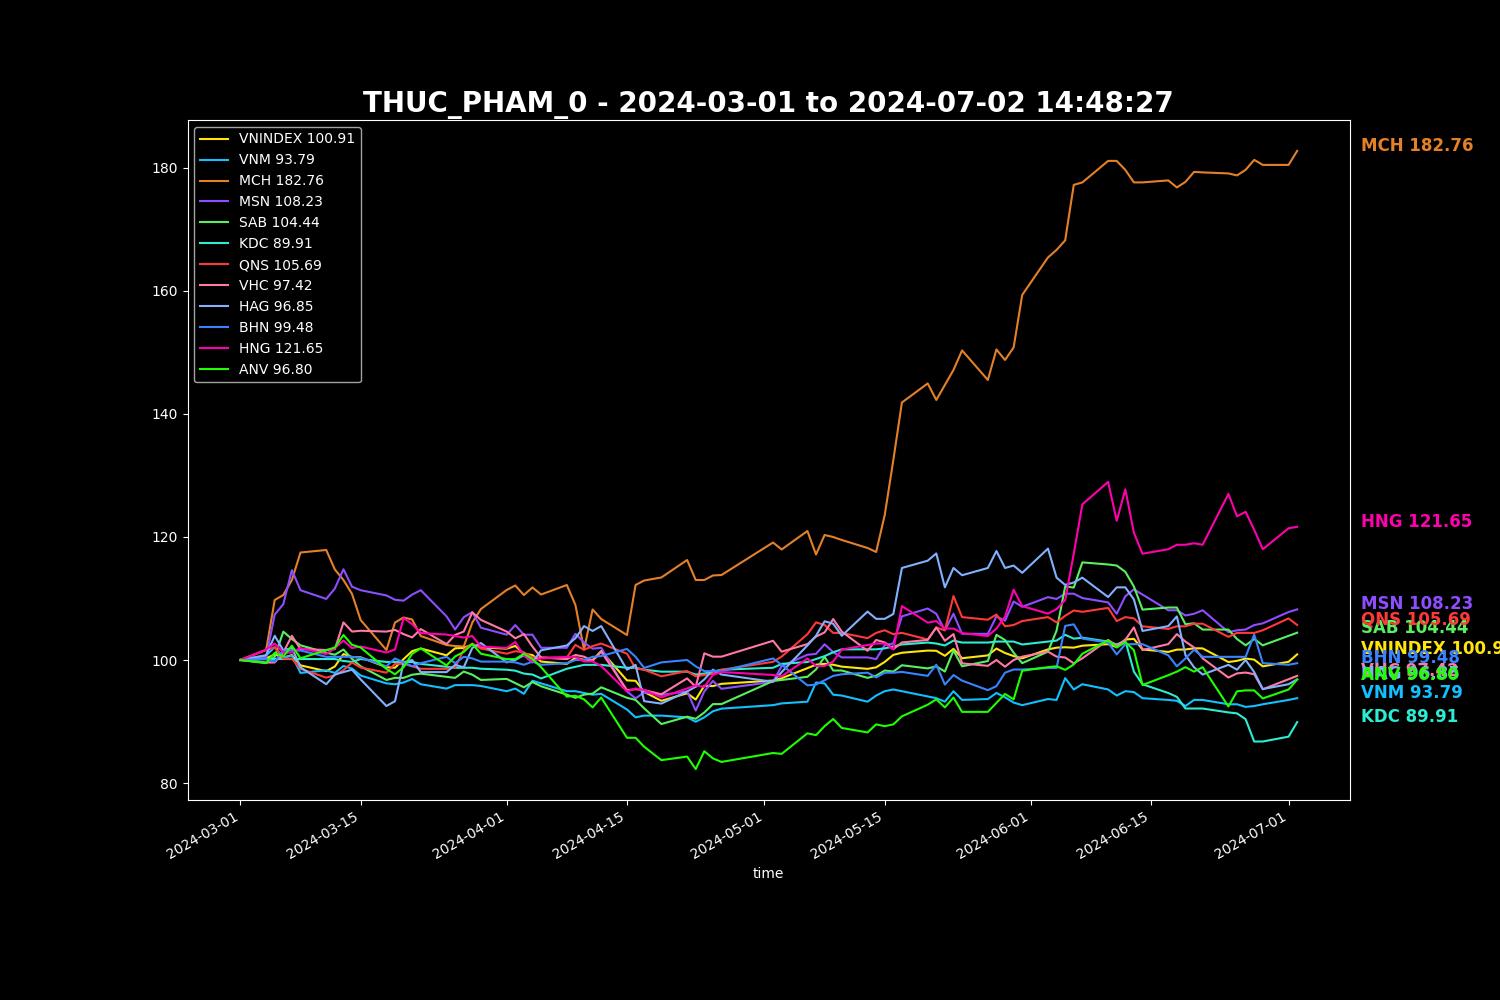 THUC_PHAM_0 - 2024-03-01 to 2024-07-02 14:48:27
VNINDEX 100.91
VNM 93.79
MCH 182.76
MSN 108.23
SAB 104.44
KDC 89.91
QNS 105.69
VHC 97.42
HAG 96.85
BHN 99.48
HNG 121.65
ANV 96.80
180
160
140
120
100
80
2024-03-01
2024-03-15
2024-04-01
2024-04-15
2024-05-01
2024-05-15
2024-06-01
2024-06-15
2024-07-01
time
MCH 182.76
HNG 121.65
MSN 108.23
QNS 105.69
SAB 104.44
VNINDEX 100.9
BHN 99.48
VNM 93.79
KDC 89.91